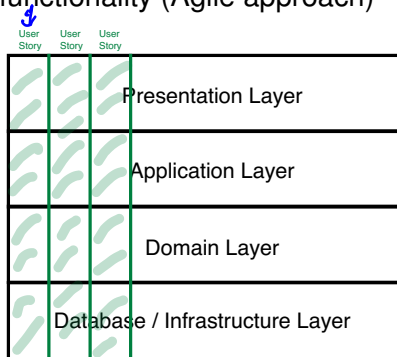 functionality (Agile approach)
User Story
User Story
User Story
Presentation Layer
Application Layer
Domain Layer
Database / Infrastructure Layer